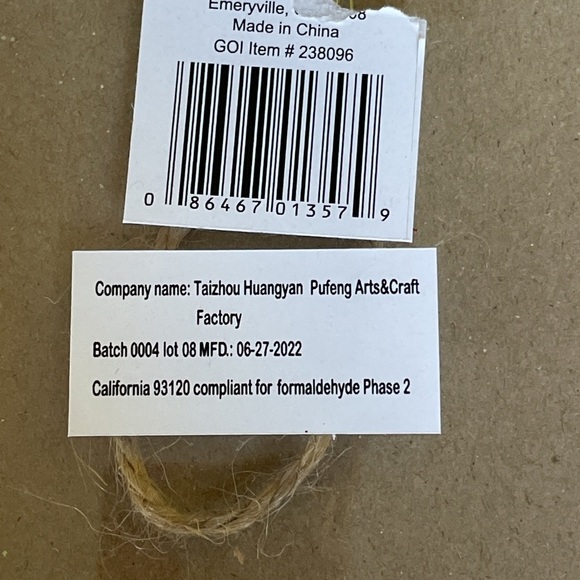 Emeryville,
Made in China
GOI Item # 238096
0 86467 01357 9
Company name: Taizhou Huangyan Pufeng Arts&Craft
Factory
Batch 0004 lot 08 MFD.: 06-27-2022
California 93120 compliant for formaldehyde Phase 2